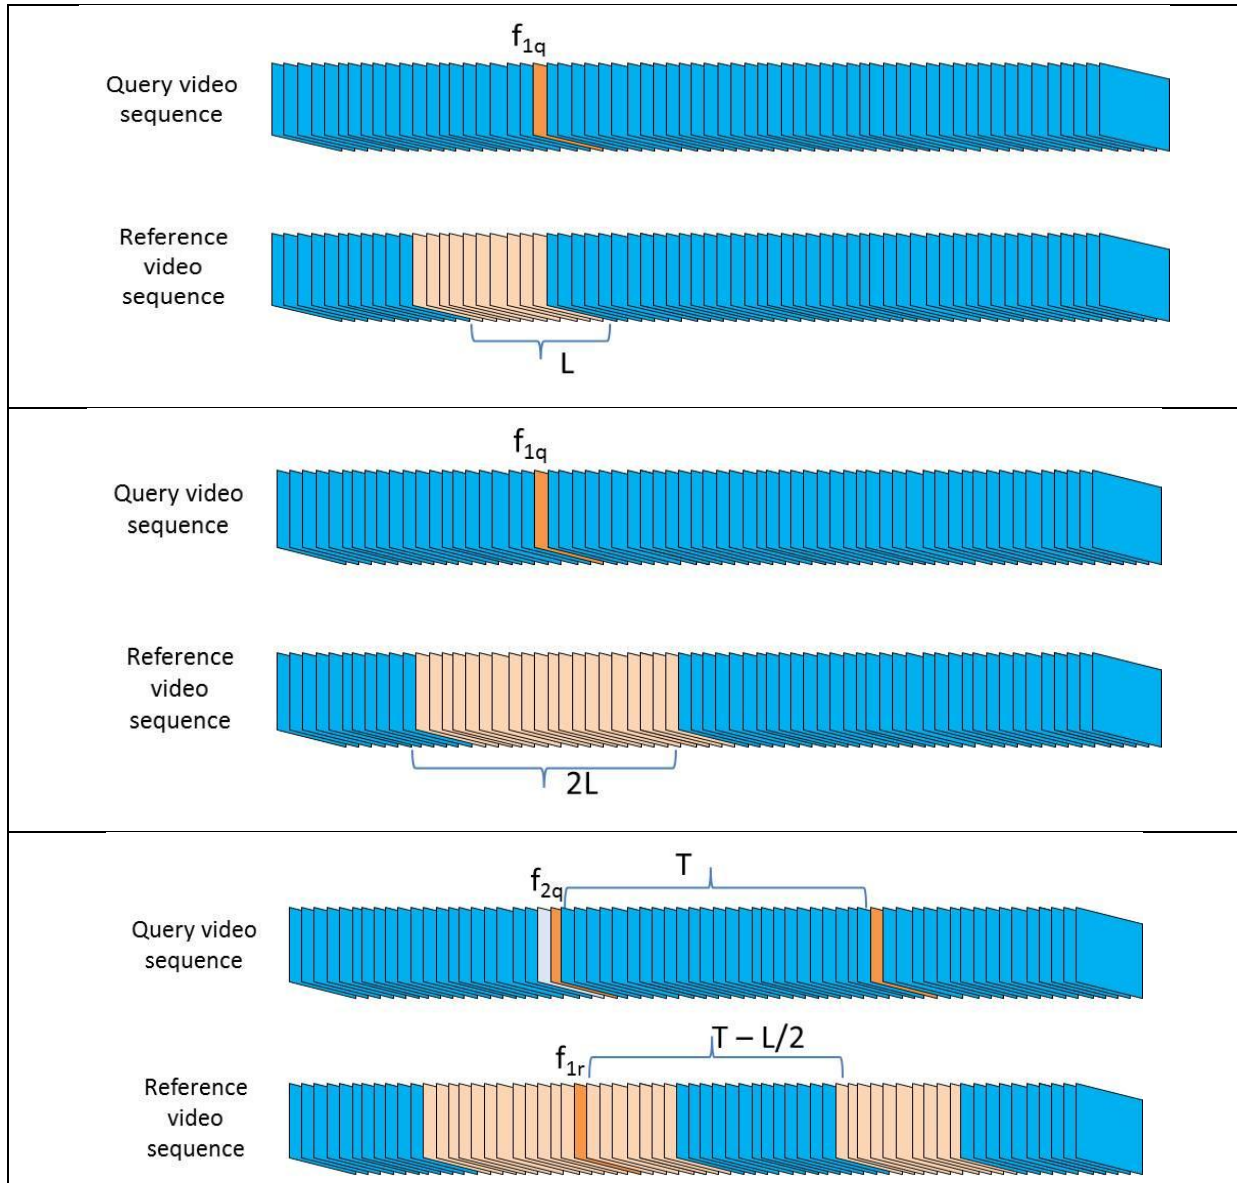 f1q
Query video
sequence
Reference
video
sequence
L
f1q
Query video
sequence
Reference
video
sequence
2L
T
f2q
Query video
sequence
T – L/2
f1r
Reference
video
sequence